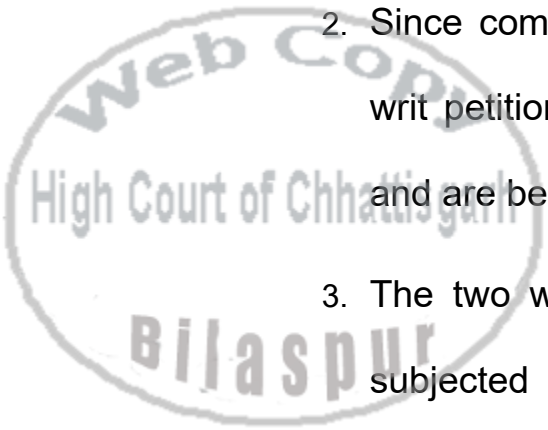 2. Since com
writ petition
and are be
3. The two w
subjected
Web Copy
High Court of Chhattisgarh
Bilaspur